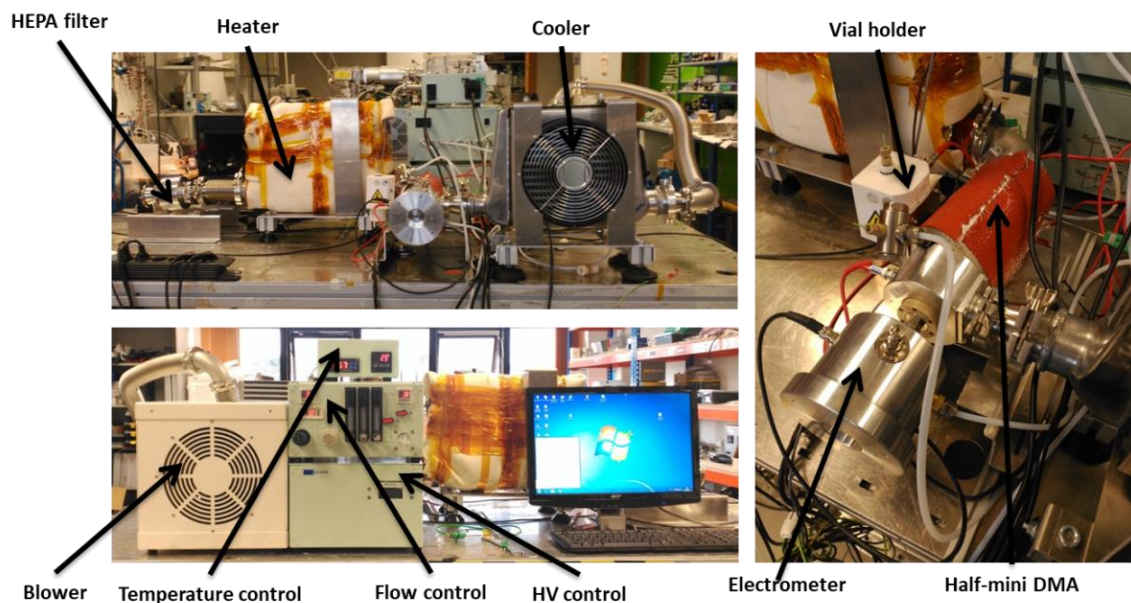 HEPA filter
Heater
Cooler
Vial holder
Blower
Temperature control
Flow control
HV control
Electrometer
Half-mini DMA